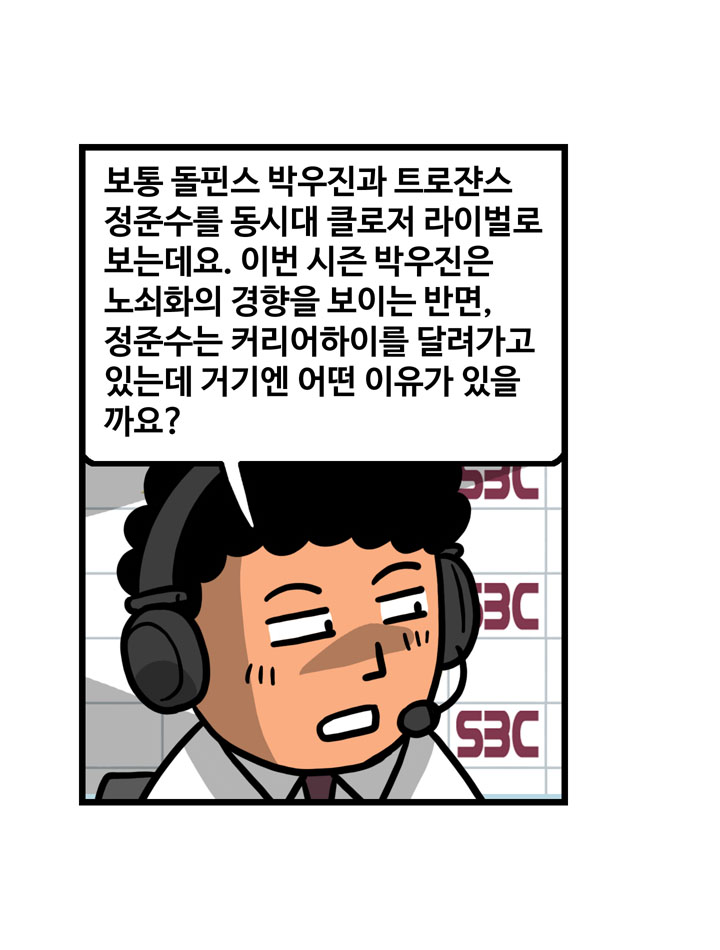 보통 돌핀스 박우진과 트로쟌스
정준수를 동시대 클로저 라이벌로
보는데요. 이번 시즌 박우진은
노쇠화의 경향을 보이는 반면,
정준수는 커리어하이를 달려가고
있는데 거기엔 어떤 이유가 있을
까요?
SBC
SBC
SBC